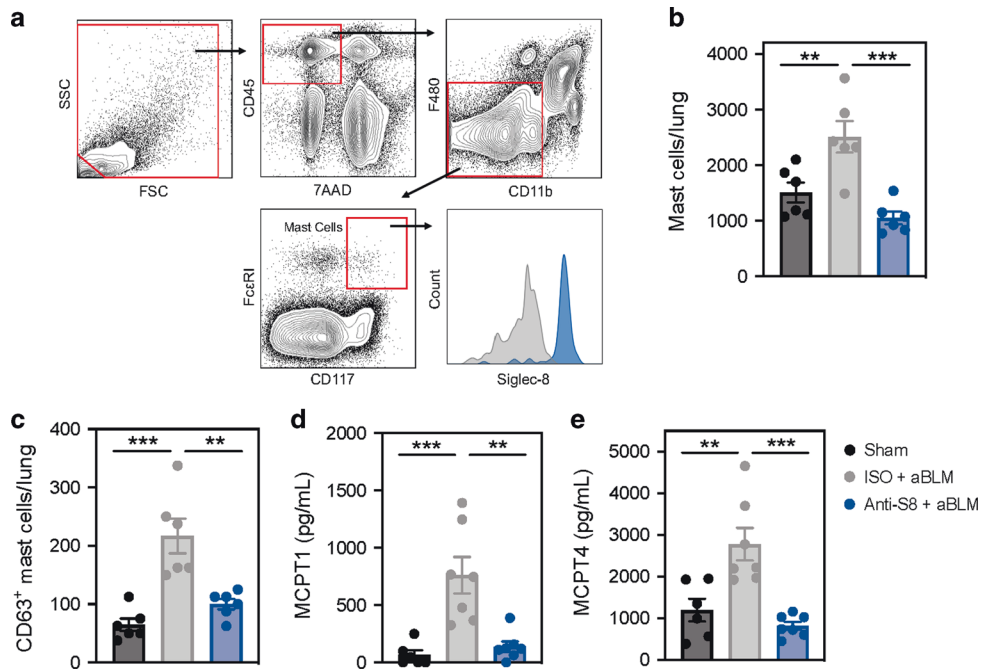 a
SSC
FSC
CD45
7AAD
F480
CD11b
Mast Cells
FcεRI
CD117
Count
Siglec-8
b
Mast cells/lung
4000
3000
2000
1000
0
**
***
c
CD63+ mast cells/lung
400
300
200
100
0
***
**
d
MCPT1 (pg/mL)
2000
1500
1000
500
0
***
**
e
MCPT4 (pg/mL)
5000
4000
3000
2000
1000
0
**
***
Sham
ISO + aBLM
Anti-S8 + aBLM